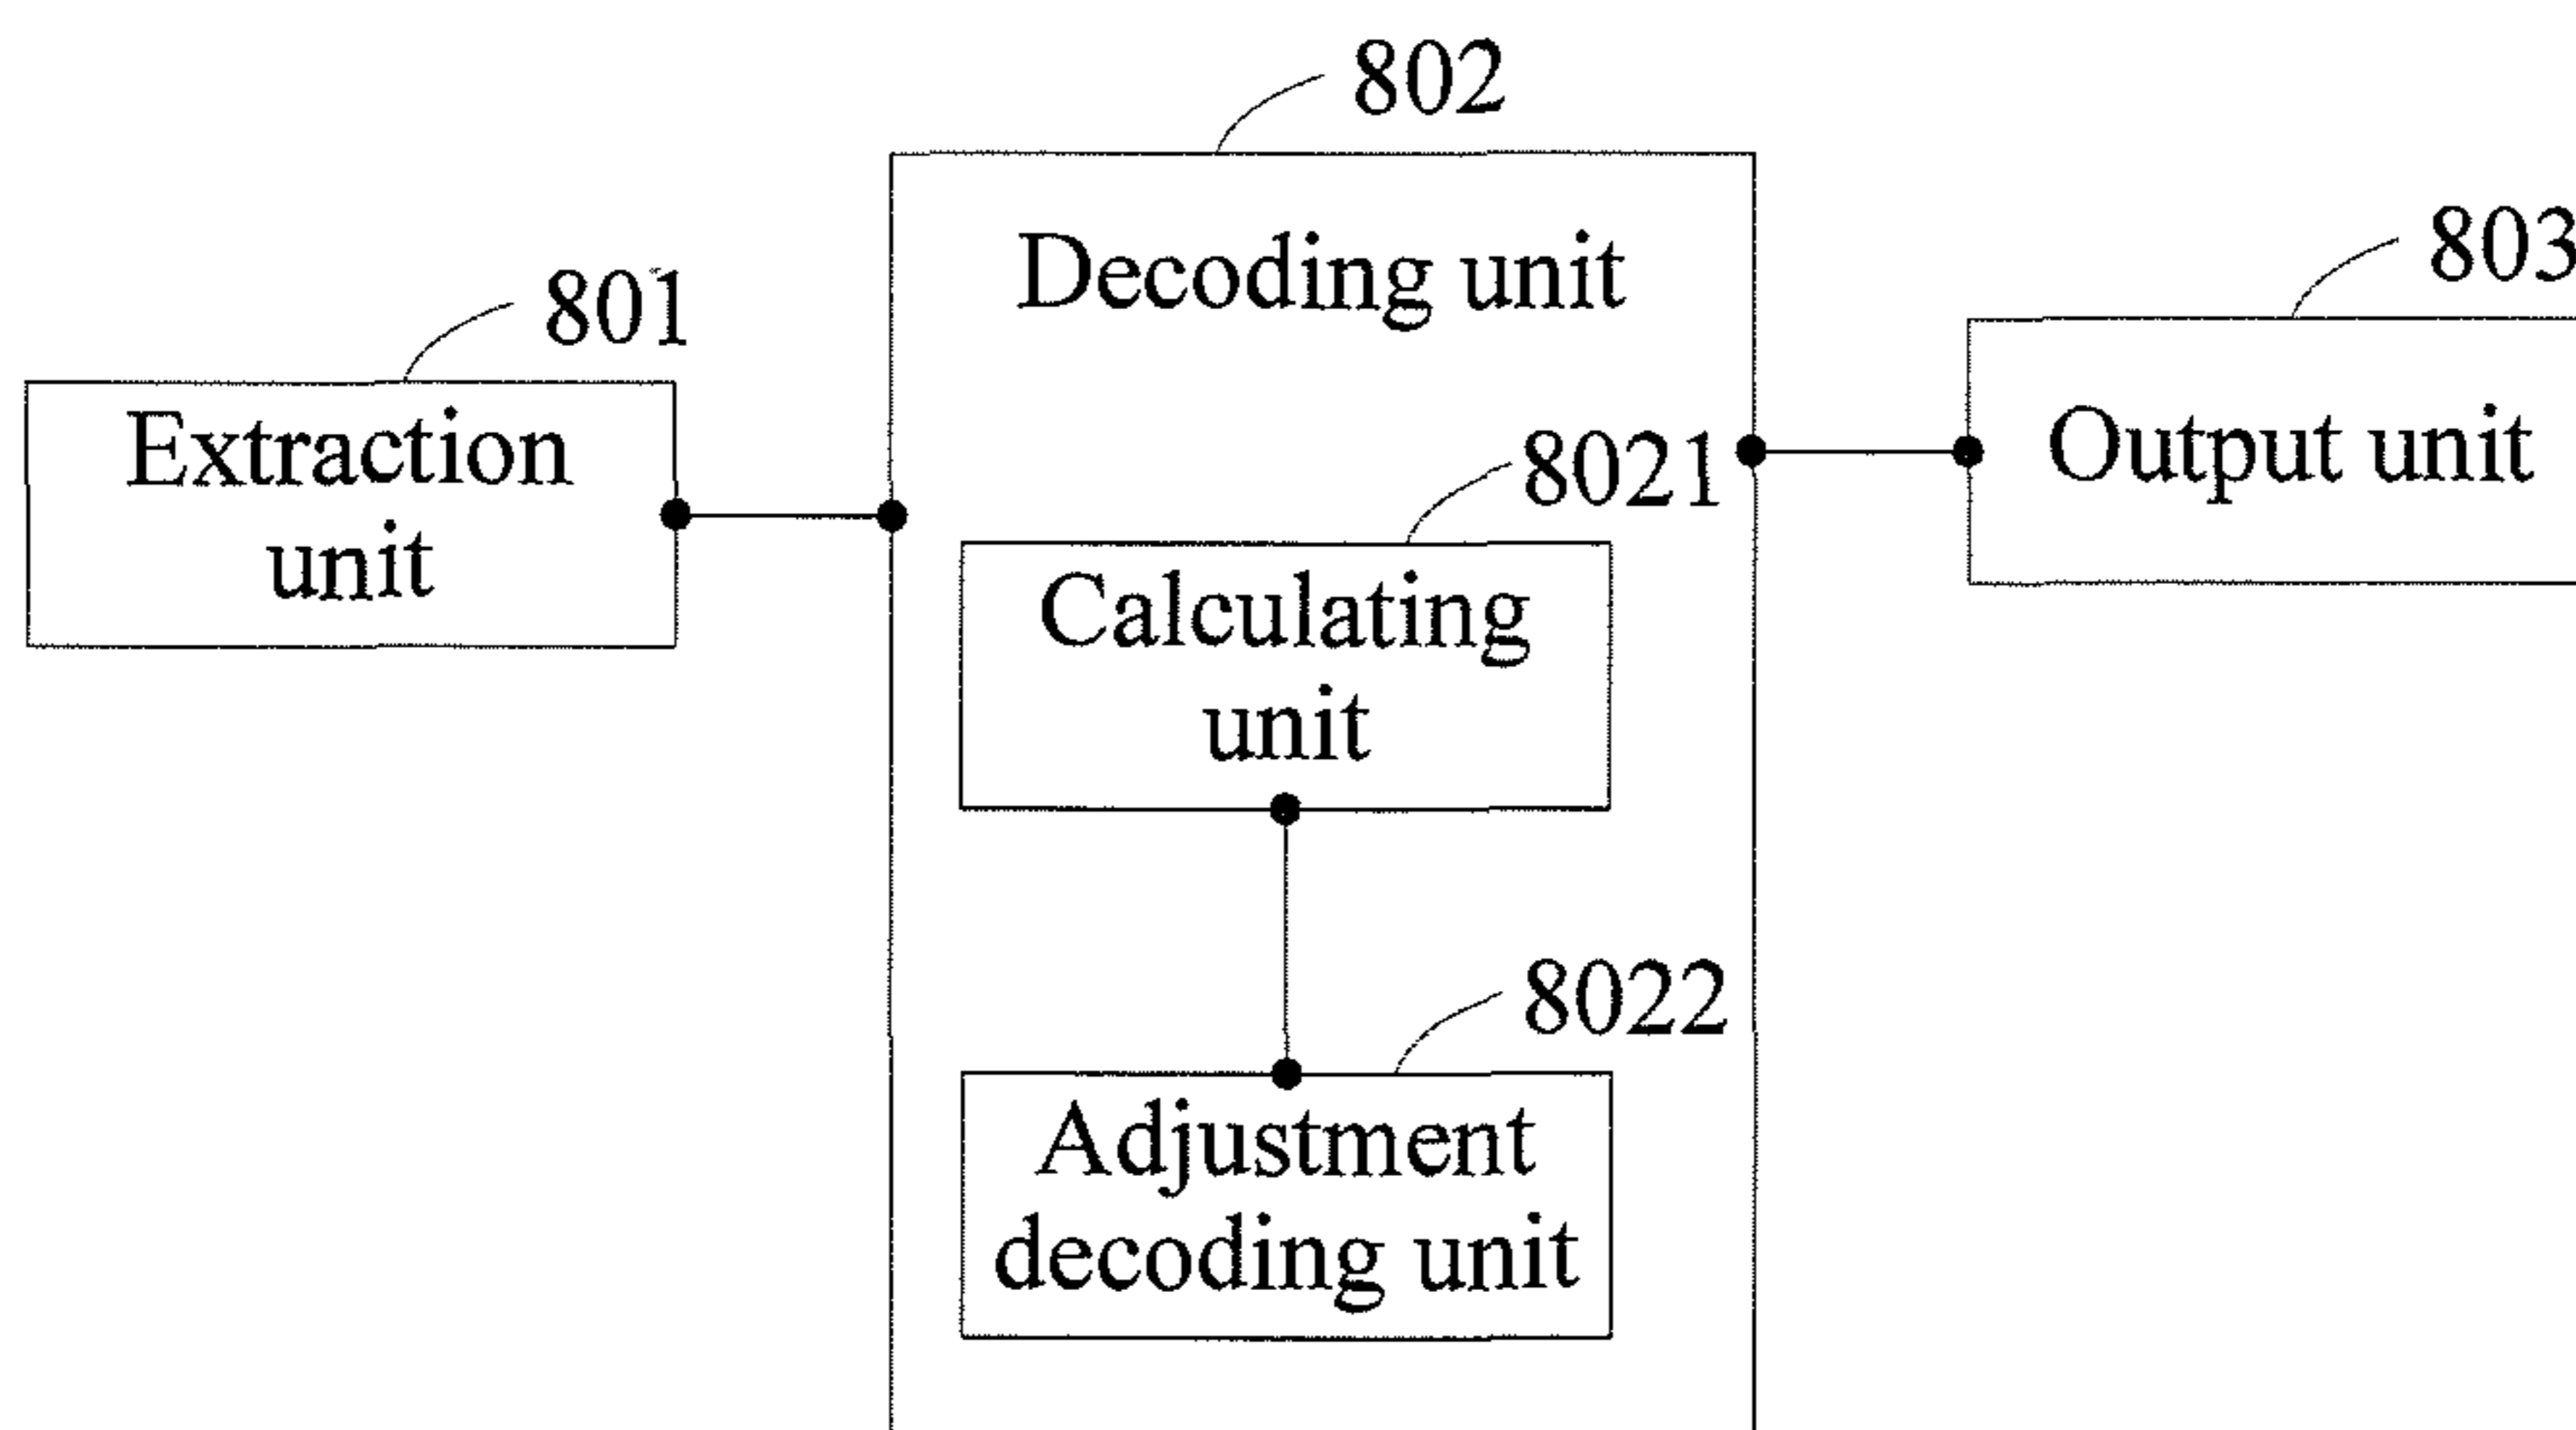 802
Decoding unit
803
801
Extraction
unit
Output unit
8021
Calculating
unit
8022
Adjustment
decoding unit